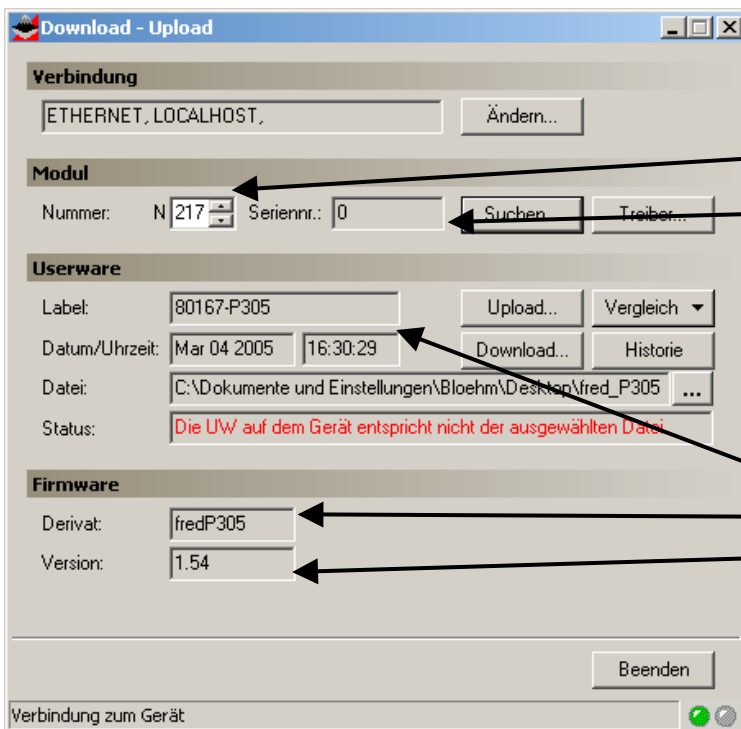 Download - Upload
Verbindung
ETHERNET, LOCALHOST,
Ändern...
Modul
Nummer: N 217 Seriennr.: 0 Suchen... Treiber...
Userware
Label: 80167-P305 Upload... Vergleich
Datum/Uhrzeit: Mar 04 2005 16:30:29 Download... Historie
Datei: C:\Dokumente und Einstellungen\Bloehm\Desktop\fred_P305 ...
Status: Die UW auf dem Gerät entspricht nicht der ausgewählten Datei
Firmware
Derivat: fredP305
Version: 1.54
Beenden
Verbindung zum Gerät